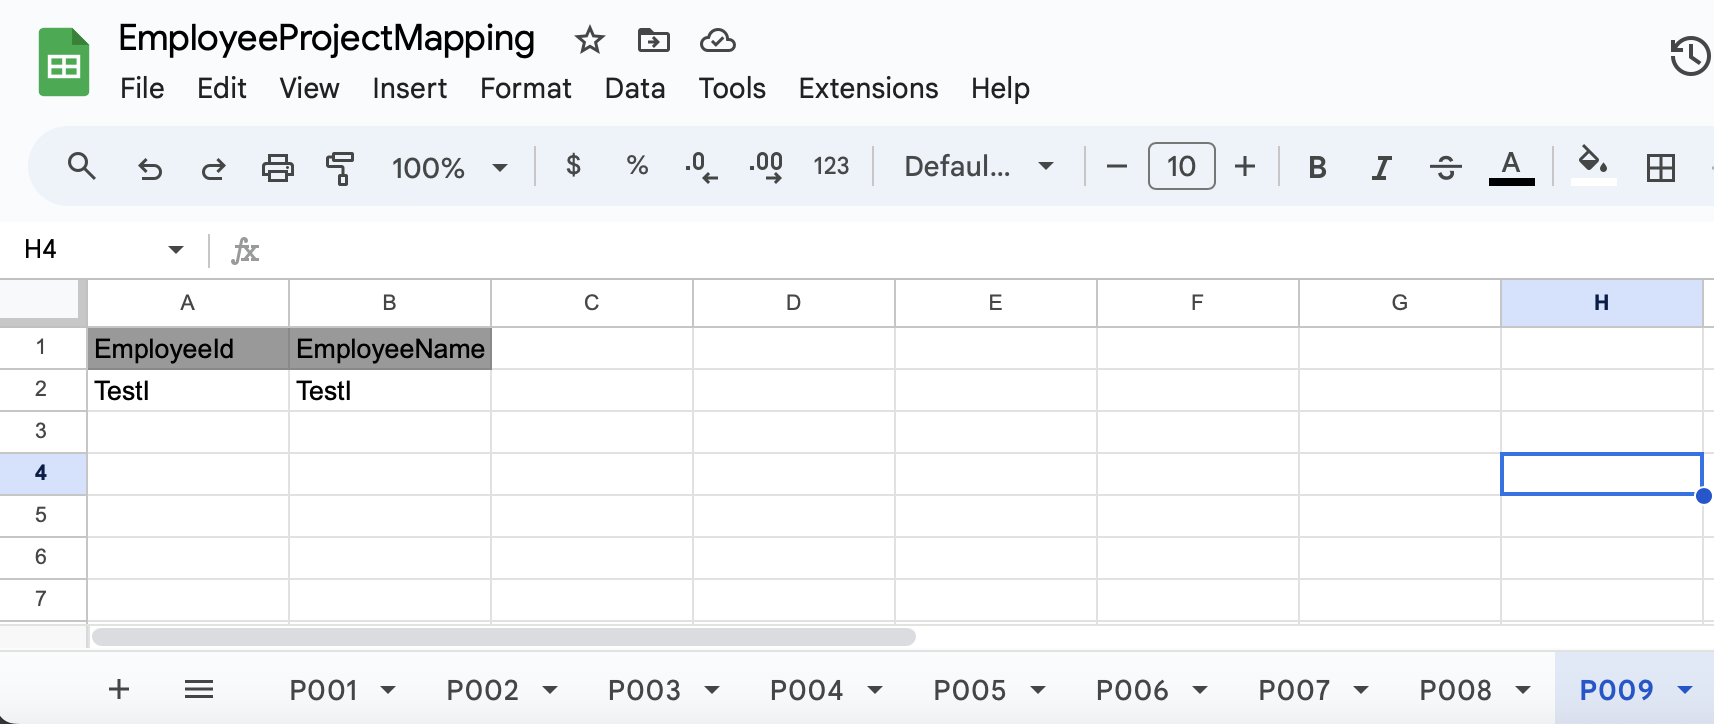 EmployeeProjectMapping
File Edit View Insert Format Data Tools Extensions Help
100% $ % .0 .00 123 Defaul... 10 B I S A
H4 fx
A B C D E F G H
1 EmployeeId EmployeeName
2 TestI TestI
3
4
5
6
7
P001 P002 P003 P004 P005 P006 P007 P008 P009